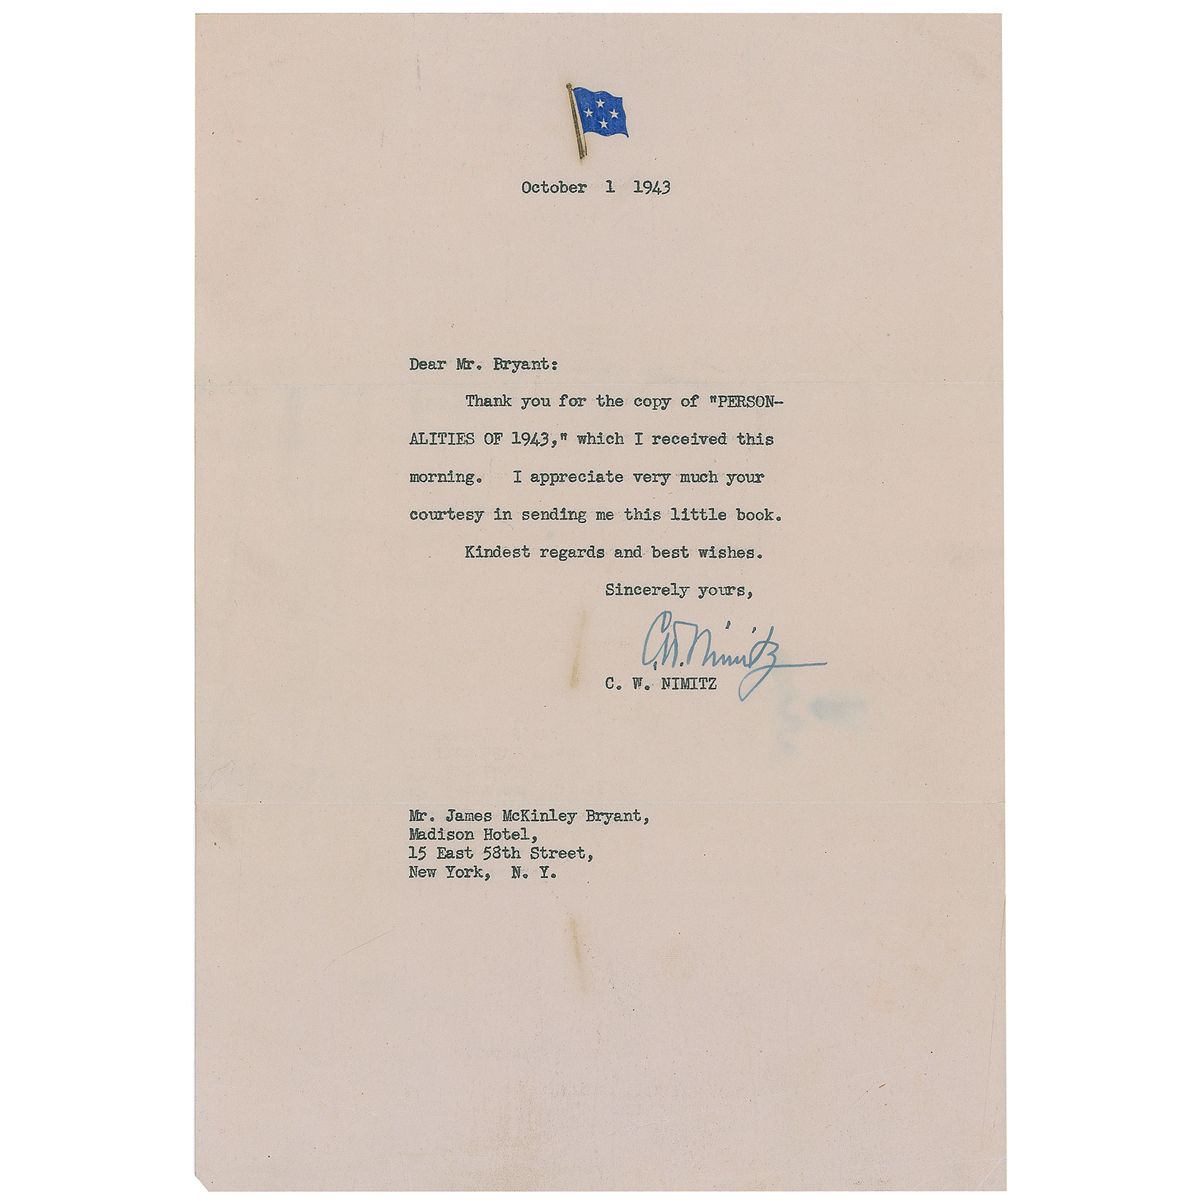 October 1 1943
Dear Mr. Bryant:
Thank you for the copy of "PERSON-
ALITIES OF 1943," which I received this
morning. I appreciate very much your
courtesy in sending me this little book.
Kindest regards and best wishes.
Sincerely yours,
C.W. Nimitz
C. W. NIMITZ
Mr. James McKinley Bryant,
Madison Hotel,
15 East 58th Street,
New York, N. Y.